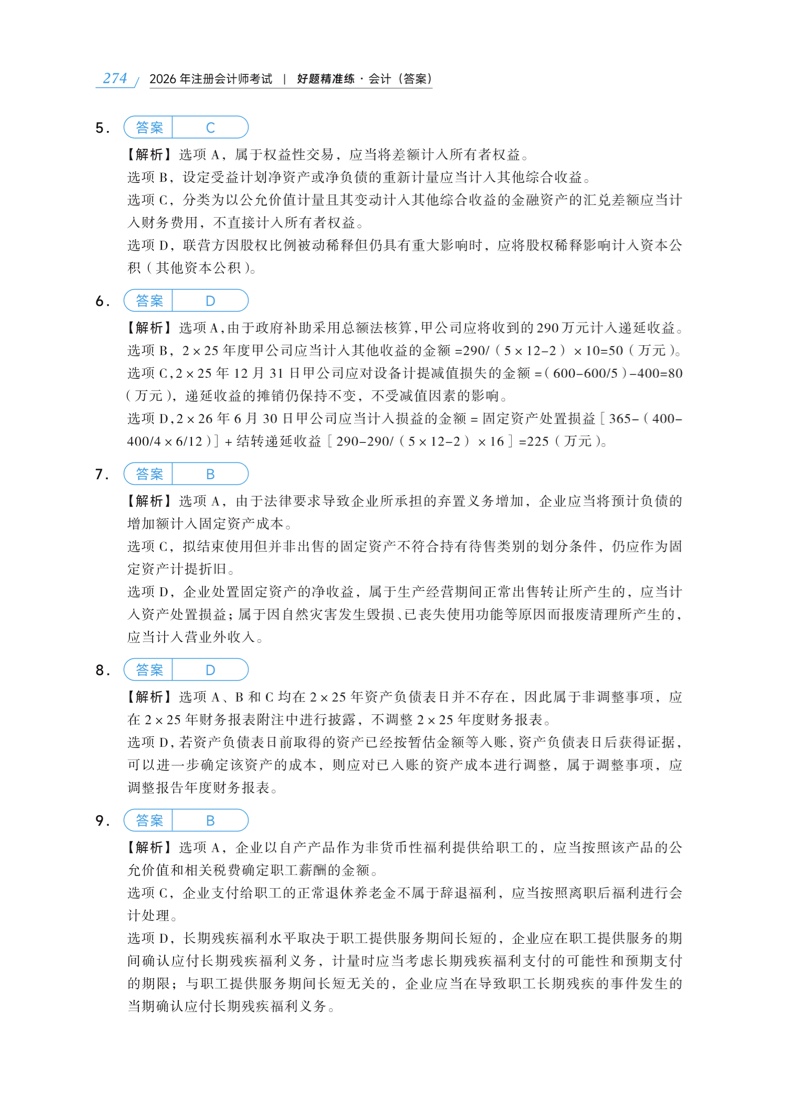 274 2026 年注册会计师考试 | 好题精准练 · 会计（答案）
5. 答案 C
【解析】选项 A，属于权益性交易，应当将差额计入所有者权益。
选项 B，设定受益计划净资产或净负债的重新计量应当计入其他综合收益。
选项 C，分类为以公允价值计量且其变动计入其他综合收益的金融资产的汇兑差额应当计
入财务费用，不直接计入所有者权益。
选项 D，联营方因股权比例被动稀释但仍具有重大影响时，应将股权稀释影响计入资本公
积（其他资本公积）。
6. 答案 D
【解析】选项 A，由于政府补助采用总额法核算，甲公司应将收到的 290 万元计入递延收益。
选项 B，2×25 年度甲公司应当计入其他收益的金额 =290/（5×12-2）×10=50（万元）。
选项 C，2×25 年 12 月 31 日甲公司应对设备计提减值损失的金额 =（600-600/5）-400=80
（万元），递延收益的摊销仍保持不变，不受减值因素的影响。
选项 D，2×26 年 6 月 30 日甲公司应当计入损益的金额 = 固定资产处置损益［365-（400-
400/4×6/12）］+ 结转递延收益［290-290/（5×12-2）×16］=225（万元）。
7. 答案 B
【解析】选项 A，由于法律要求导致企业所承担的弃置义务增加，企业应当将预计负债的
增加额计入固定资产成本。
选项 C，拟结束使用但并非出售的固定资产不符合持有待售类别的划分条件，仍应作为固
定资产计提折旧。
选项 D，企业处置固定资产的净收益，属于生产经营期间正常出售转让所产生的，应当计
入资产处置损益；属于因自然灾害发生毁损、已丧失使用功能等原因而报废清理所产生的，
应当计入营业外收入。
8. 答案 D
【解析】选项 A、B 和 C 均在 2×25 年资产负债表日并不存在，因此属于非调整事项，应
在 2×25 年财务报表附注中进行披露，不调整 2×25 年度财务报表。
选项 D，若资产负债表日前取得的资产已经按暂估金额等入账，资产负债表日后获得证据，
可以进一步确定该资产的成本，则应对已入账的资产成本进行调整，属于调整事项，应
调整报告年度财务报表。
9. 答案 B
【解析】选项 A，企业以自产产品作为非货币性福利提供给职工的，应当按照该产品的公
允价值和相关税费确定职工薪酬的金额。
选项 C，企业支付给职工的正常退休养老金不属于辞退福利，应当按照离职后福利进行会
计处理。
选项 D，长期残疾福利水平取决于职工提供服务期间长短的，企业应在职工提供服务的期
间确认应付长期残疾福利义务，计量时应当考虑长期残疾福利支付的可能性和预期支付
的期限；与职工提供服务期间长短无关的，企业应当在导致职工长期残疾的事件发生的
当期确认应付长期残疾福利义务。